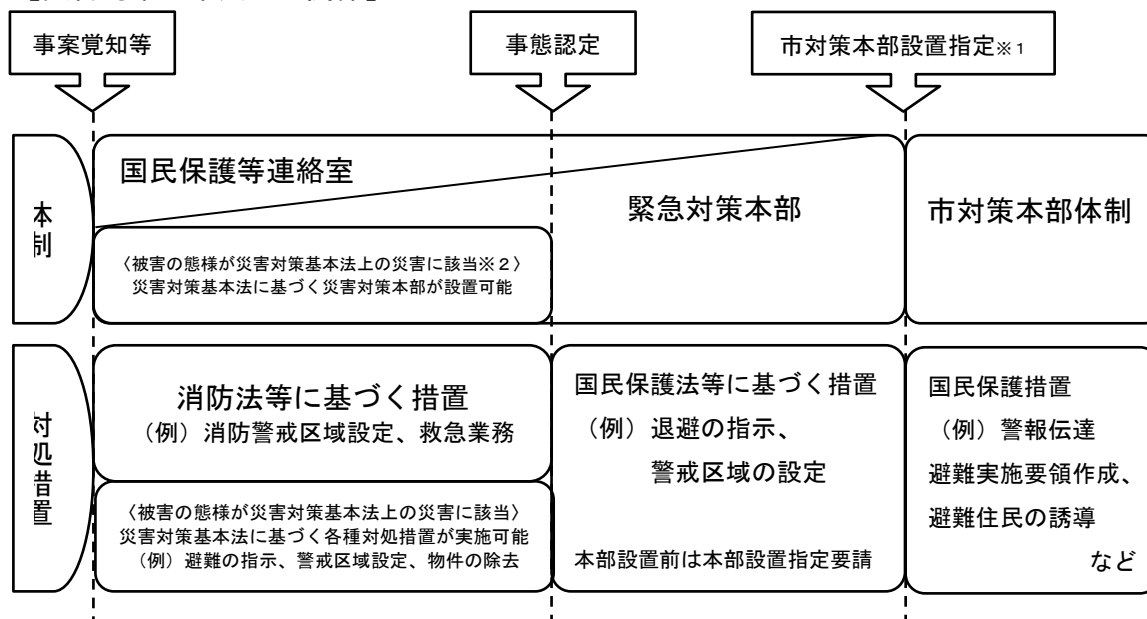 事案覚知等
事態認定
市対策本部設置指定※1
体制
国民保護等連絡室
緊急対策本部
市対策本部体制
〈被害の態様が災害対策基本法上の災害に該当※2〉
災害対策基本法に基づく災害対策本部が設置可能
対処措置
消防法等に基づく措置
(例)消防警戒区域設定、救急業務
〈被害の態様が災害対策基本法上の災害に該当〉
災害対策基本法に基づく各種対処措置が実施可能
(例)避難の指示、警戒区域設定、物件の除去
国民保護法等に基づく措置
(例)退避の指示、
警戒区域の設定
本部設置前は本部設置指定要請
国民保護措置
(例)警報伝達
避難実施要領作成、
避難住民の誘導
など